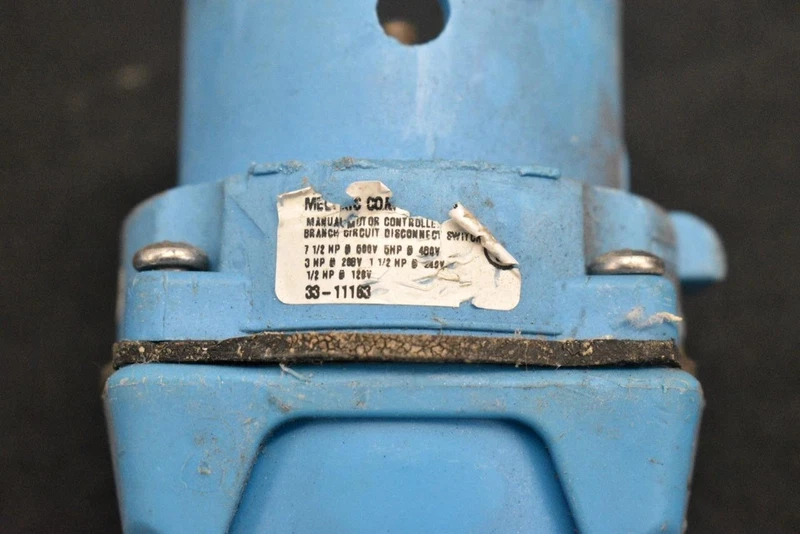 MANUAL MOTOR CONTROLLE
BRANCH CIRCUIT DISCONNECT SWITCH
7 1/2 HP @ 600V 5HP @ 480V
3 HP @ 208V 1 1/2 HP @ 240V
1/2 HP @ 120V
33-11163